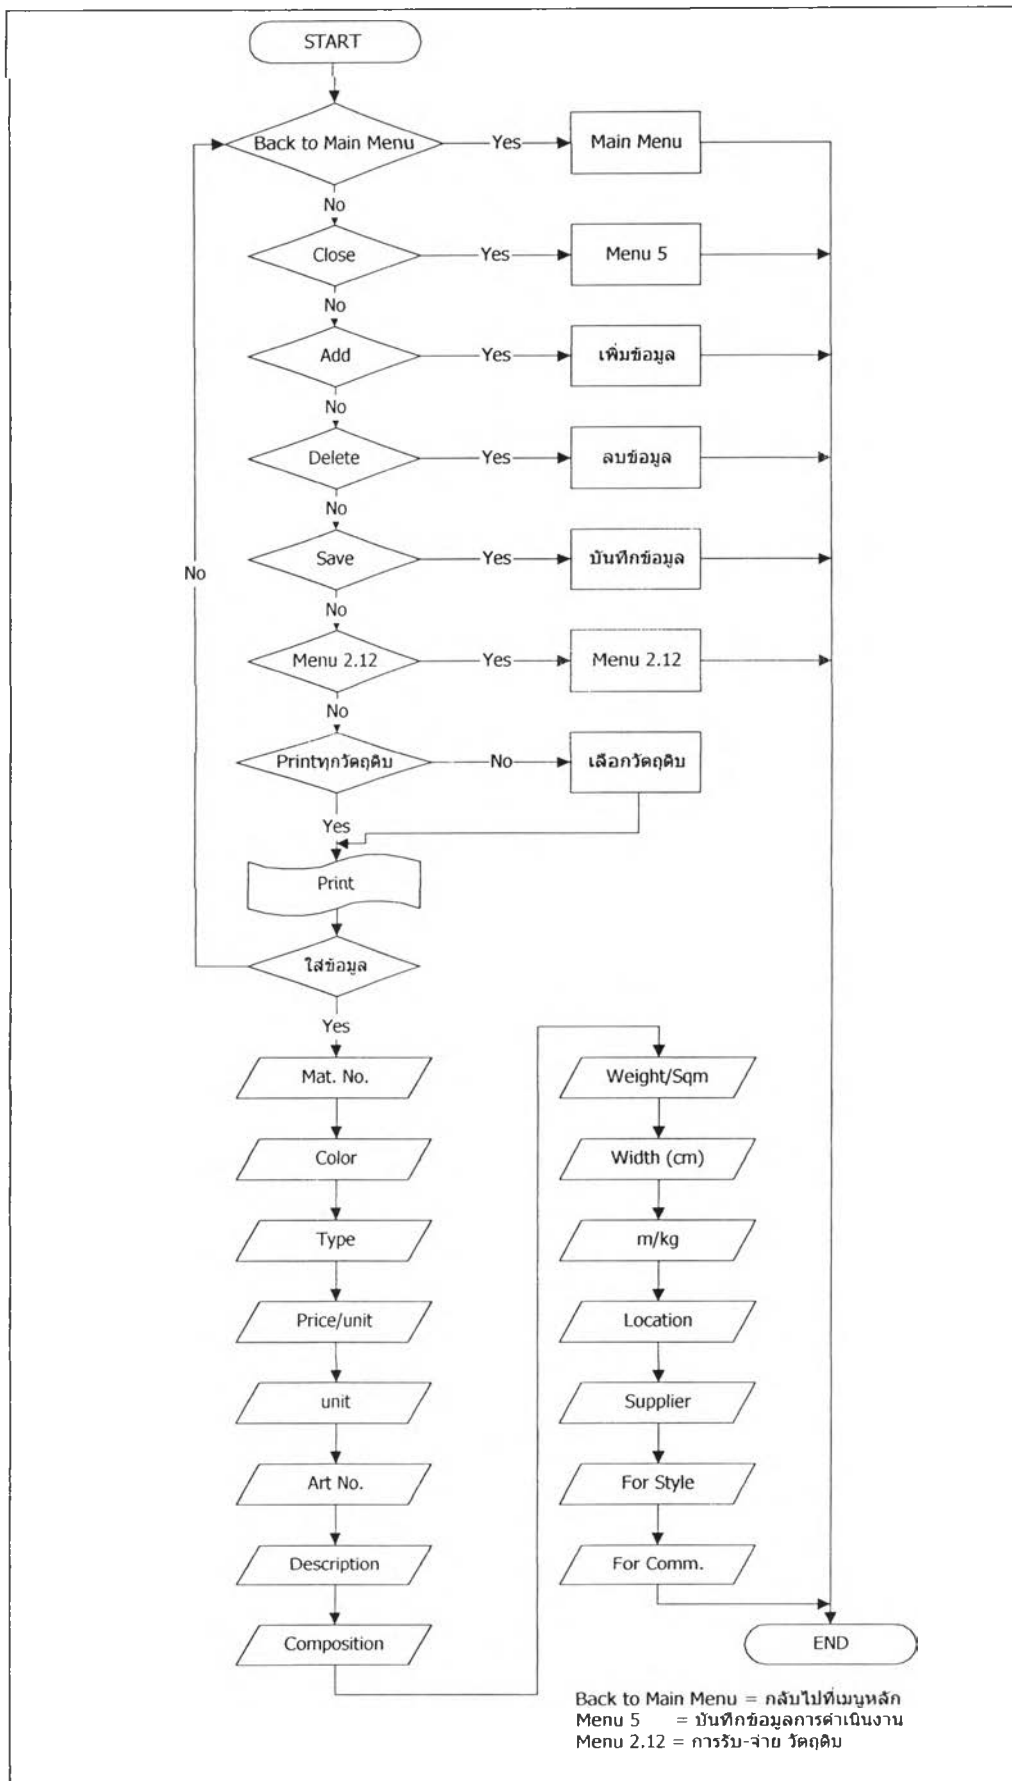 START
Back to Main Menu
Yes
Main Menu
No
Close
Yes
Menu 5
No
Add
Yes
เพิ่มข้อมูล
No
Delete
Yes
ลบข้อมูล
No
Save
Yes
บันทึกข้อมูล
No
No
Menu 2.12
Yes
Menu 2.12
No
Printทุกวัตถุดิบ
No
เลือกวัตถุดิบ
Yes
Print
ใส่ข้อมูล
Yes
Mat. No.
Color
Type
Price/unit
unit
Art No.
Description
Composition
Weight/Sqm
Width (cm)
m/kg
Location
Supplier
For Style
For Comm.
END
Back to Main Menu = กลับไปที่เมนูหลัก
Menu 5 = บันทึกข้อมูลการดำเนินงาน
Menu 2.12 = การรับ-จ่าย วัตถุดิบ